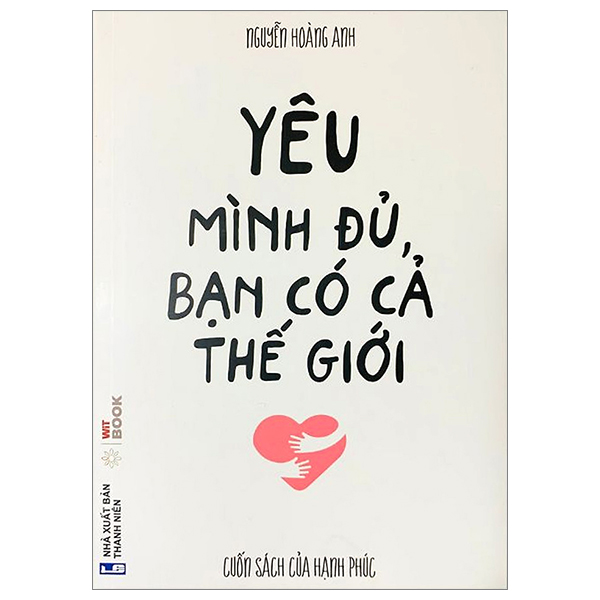 NGUYỄN HOÀNG ANH
YÊU
MÌNH ĐỦ,
BẠN CÓ CẢ
THẾ GIỚI
WiT
BOOK
NHÀ XUẤT BẢN
THANH NIÊN
CUỐN SÁCH CỦA HẠNH PHÚC